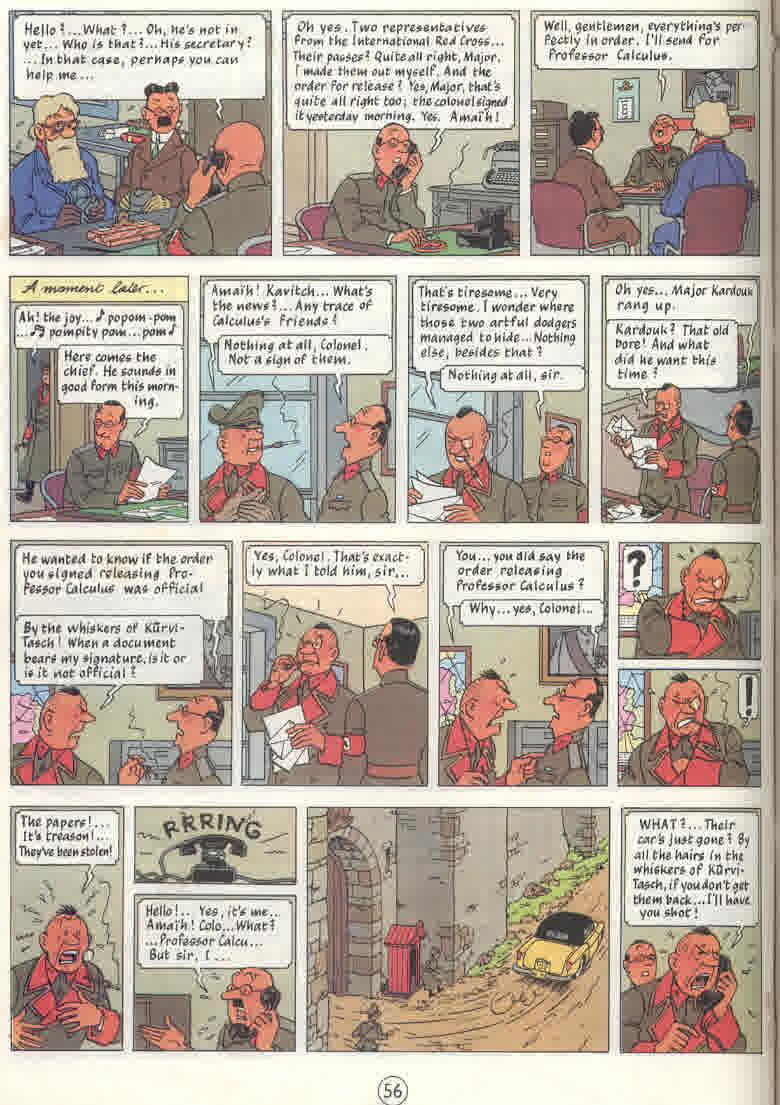 Hello?...What?...Oh, he's not in
yet... Who is that?...His secretary?
...In that case, perhaps you can
help me...
Oh yes. Two representatives
from the International Red Cross...
Their passes? Quite all right, Major.
I made them out myself. And the
order for release? Yes, Major, that's
quite all right too; the colonel signed
it yesterday morning. Yes. Amaïh!
Well, gentlemen, everything's per-
fectly in order. I'll send for
Professor Calculus.
A moment later...
Ah! the joy...♪ popom-pom
...♫ pompity pom...pom♪
Here comes the
chief. He sounds in
good form this morn-
ing.
Amaïh! Kavitch... What's
the news?... Any trace of
Calculus's friends?
Nothing at all, Colonel.
Not a sign of them.
That's tiresome... Very
tiresome. I wonder where
those two artful dodgers
managed to hide...Nothing
else, besides that?
Nothing at all, sir.
Oh yes... Major Kardouk
rang up.
Kardouk? That old
bore! And what
did he want this
time?
He wanted to know if the order
you signed releasing Pro-
fessor Calculus was official
By the whiskers of Kûrvi-
Tasch! When a document
bears my signature, is it or
is it not official?
Yes, Colonel. That's exact-
ly what I told him, sir...
You...you did say the
order releasing
Professor Calculus?
Why...yes, Colonel...
?
!
The papers!...
It's treason!...
They've been stolen!
RRRING
Hello!.. Yes, it's me..
Amaïh! Colo...What?
...Professor Calcu...
But sir, I...
WHAT?...Their
car's just gone? By
all the hairs in the
whiskers of Kûrvi-
Tasch, if you don't get
them back...I'll have
you shot!
56